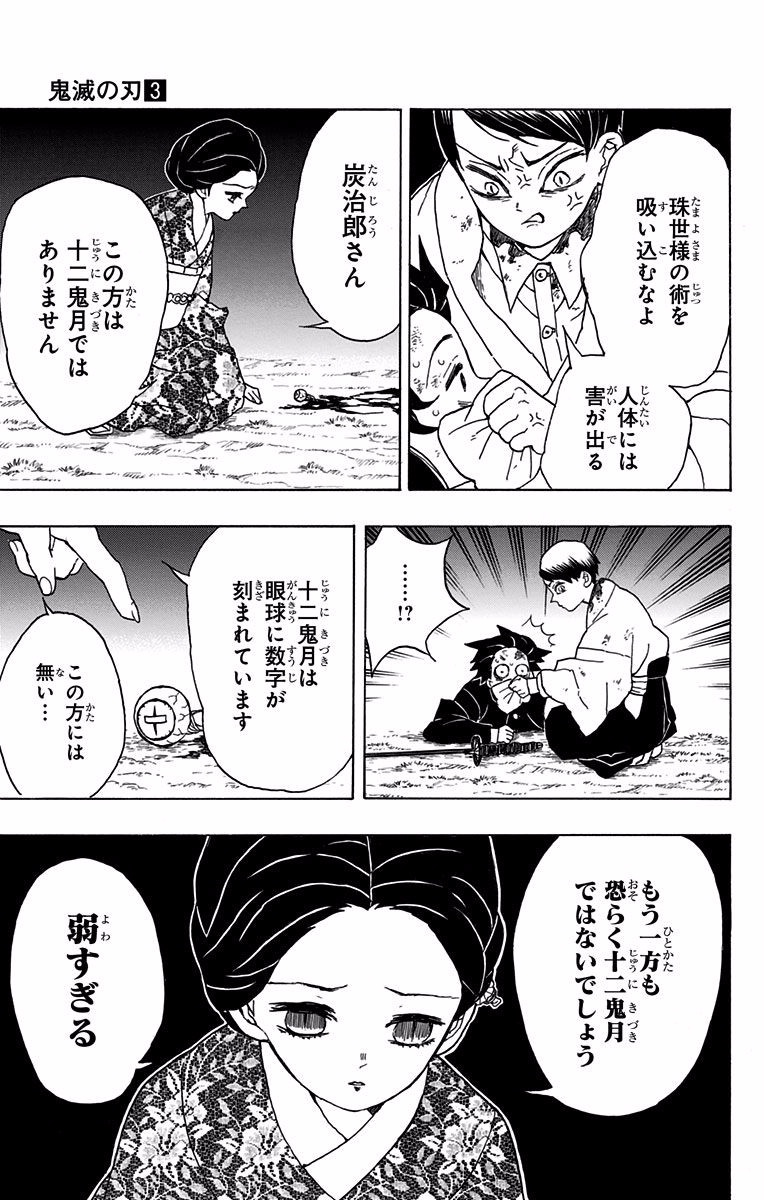 鬼滅の刃3
珠世様の術を
吸い込むなよ
人体には
害が出る
炭治郎さん
この方は
十二鬼月では
ありません
……!?
十二鬼月は
眼球に数字が
刻まれています
この方には
無い…
もう一方も
恐らく十二鬼月
ではないでしょう
弱すぎる